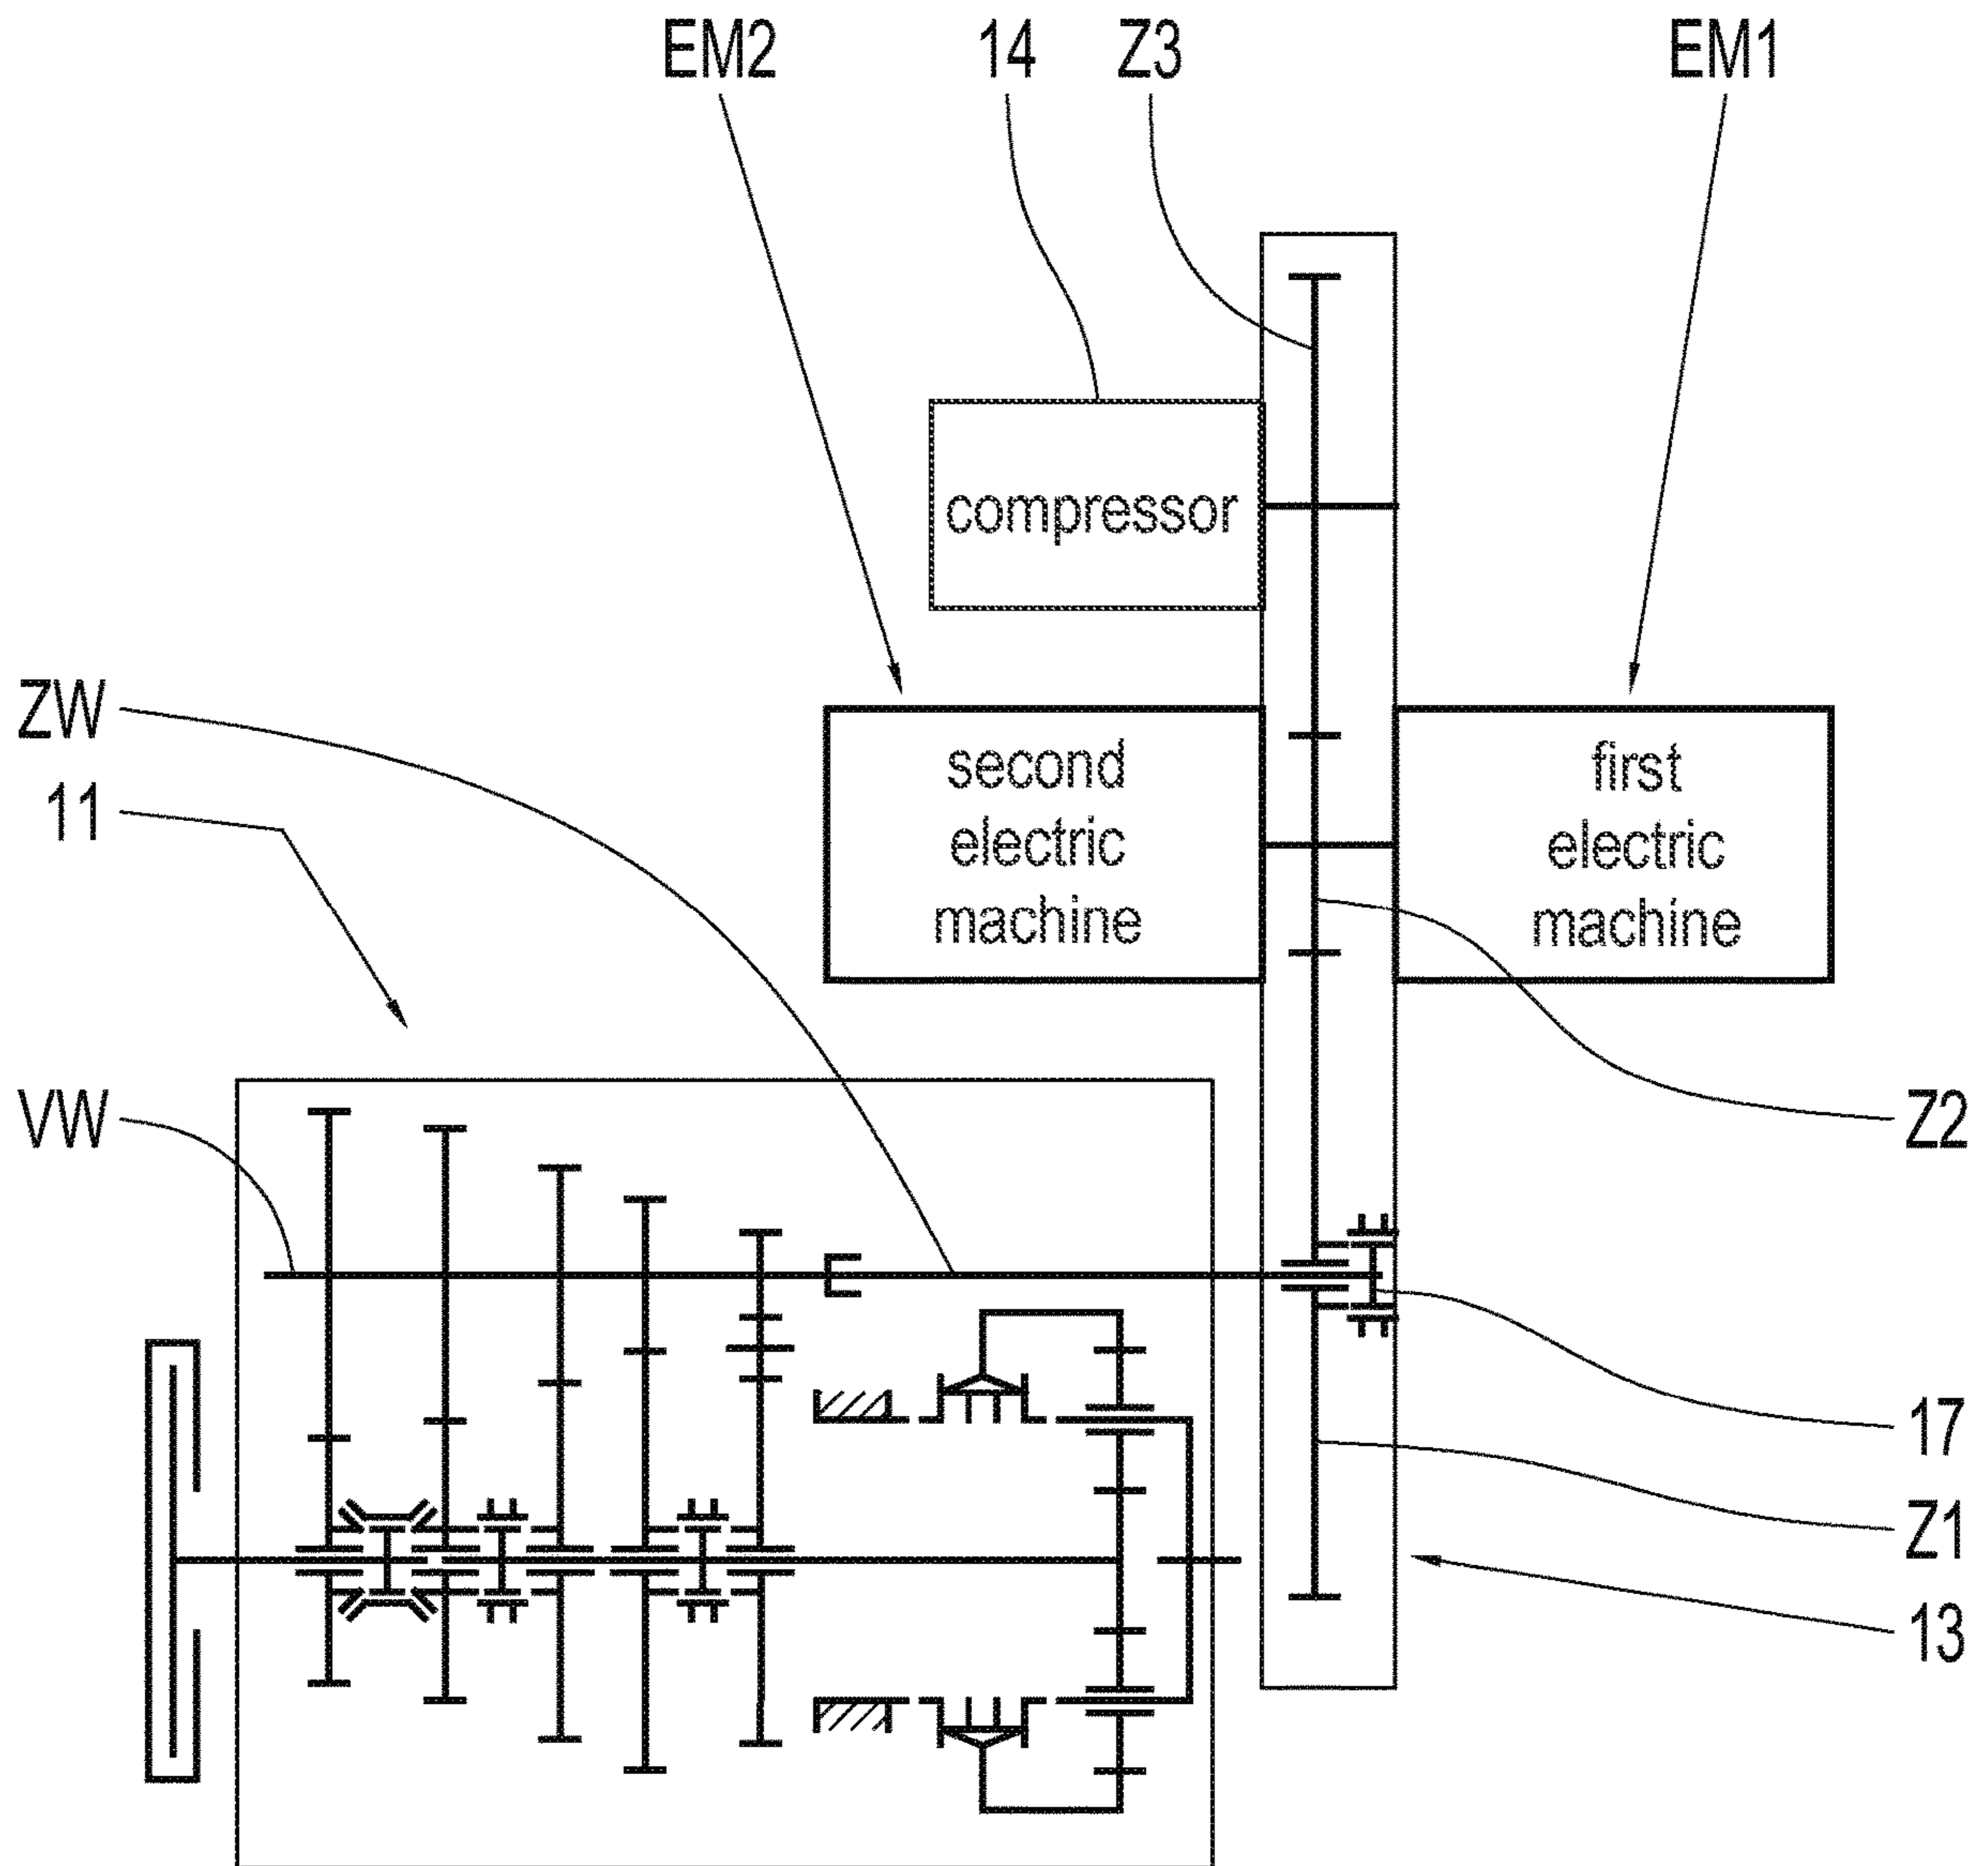 EM2 14 Z3 EM1
compressor
ZW
11
second
electric
machine
first
electric
machine
VW
Z2
17
Z1
13